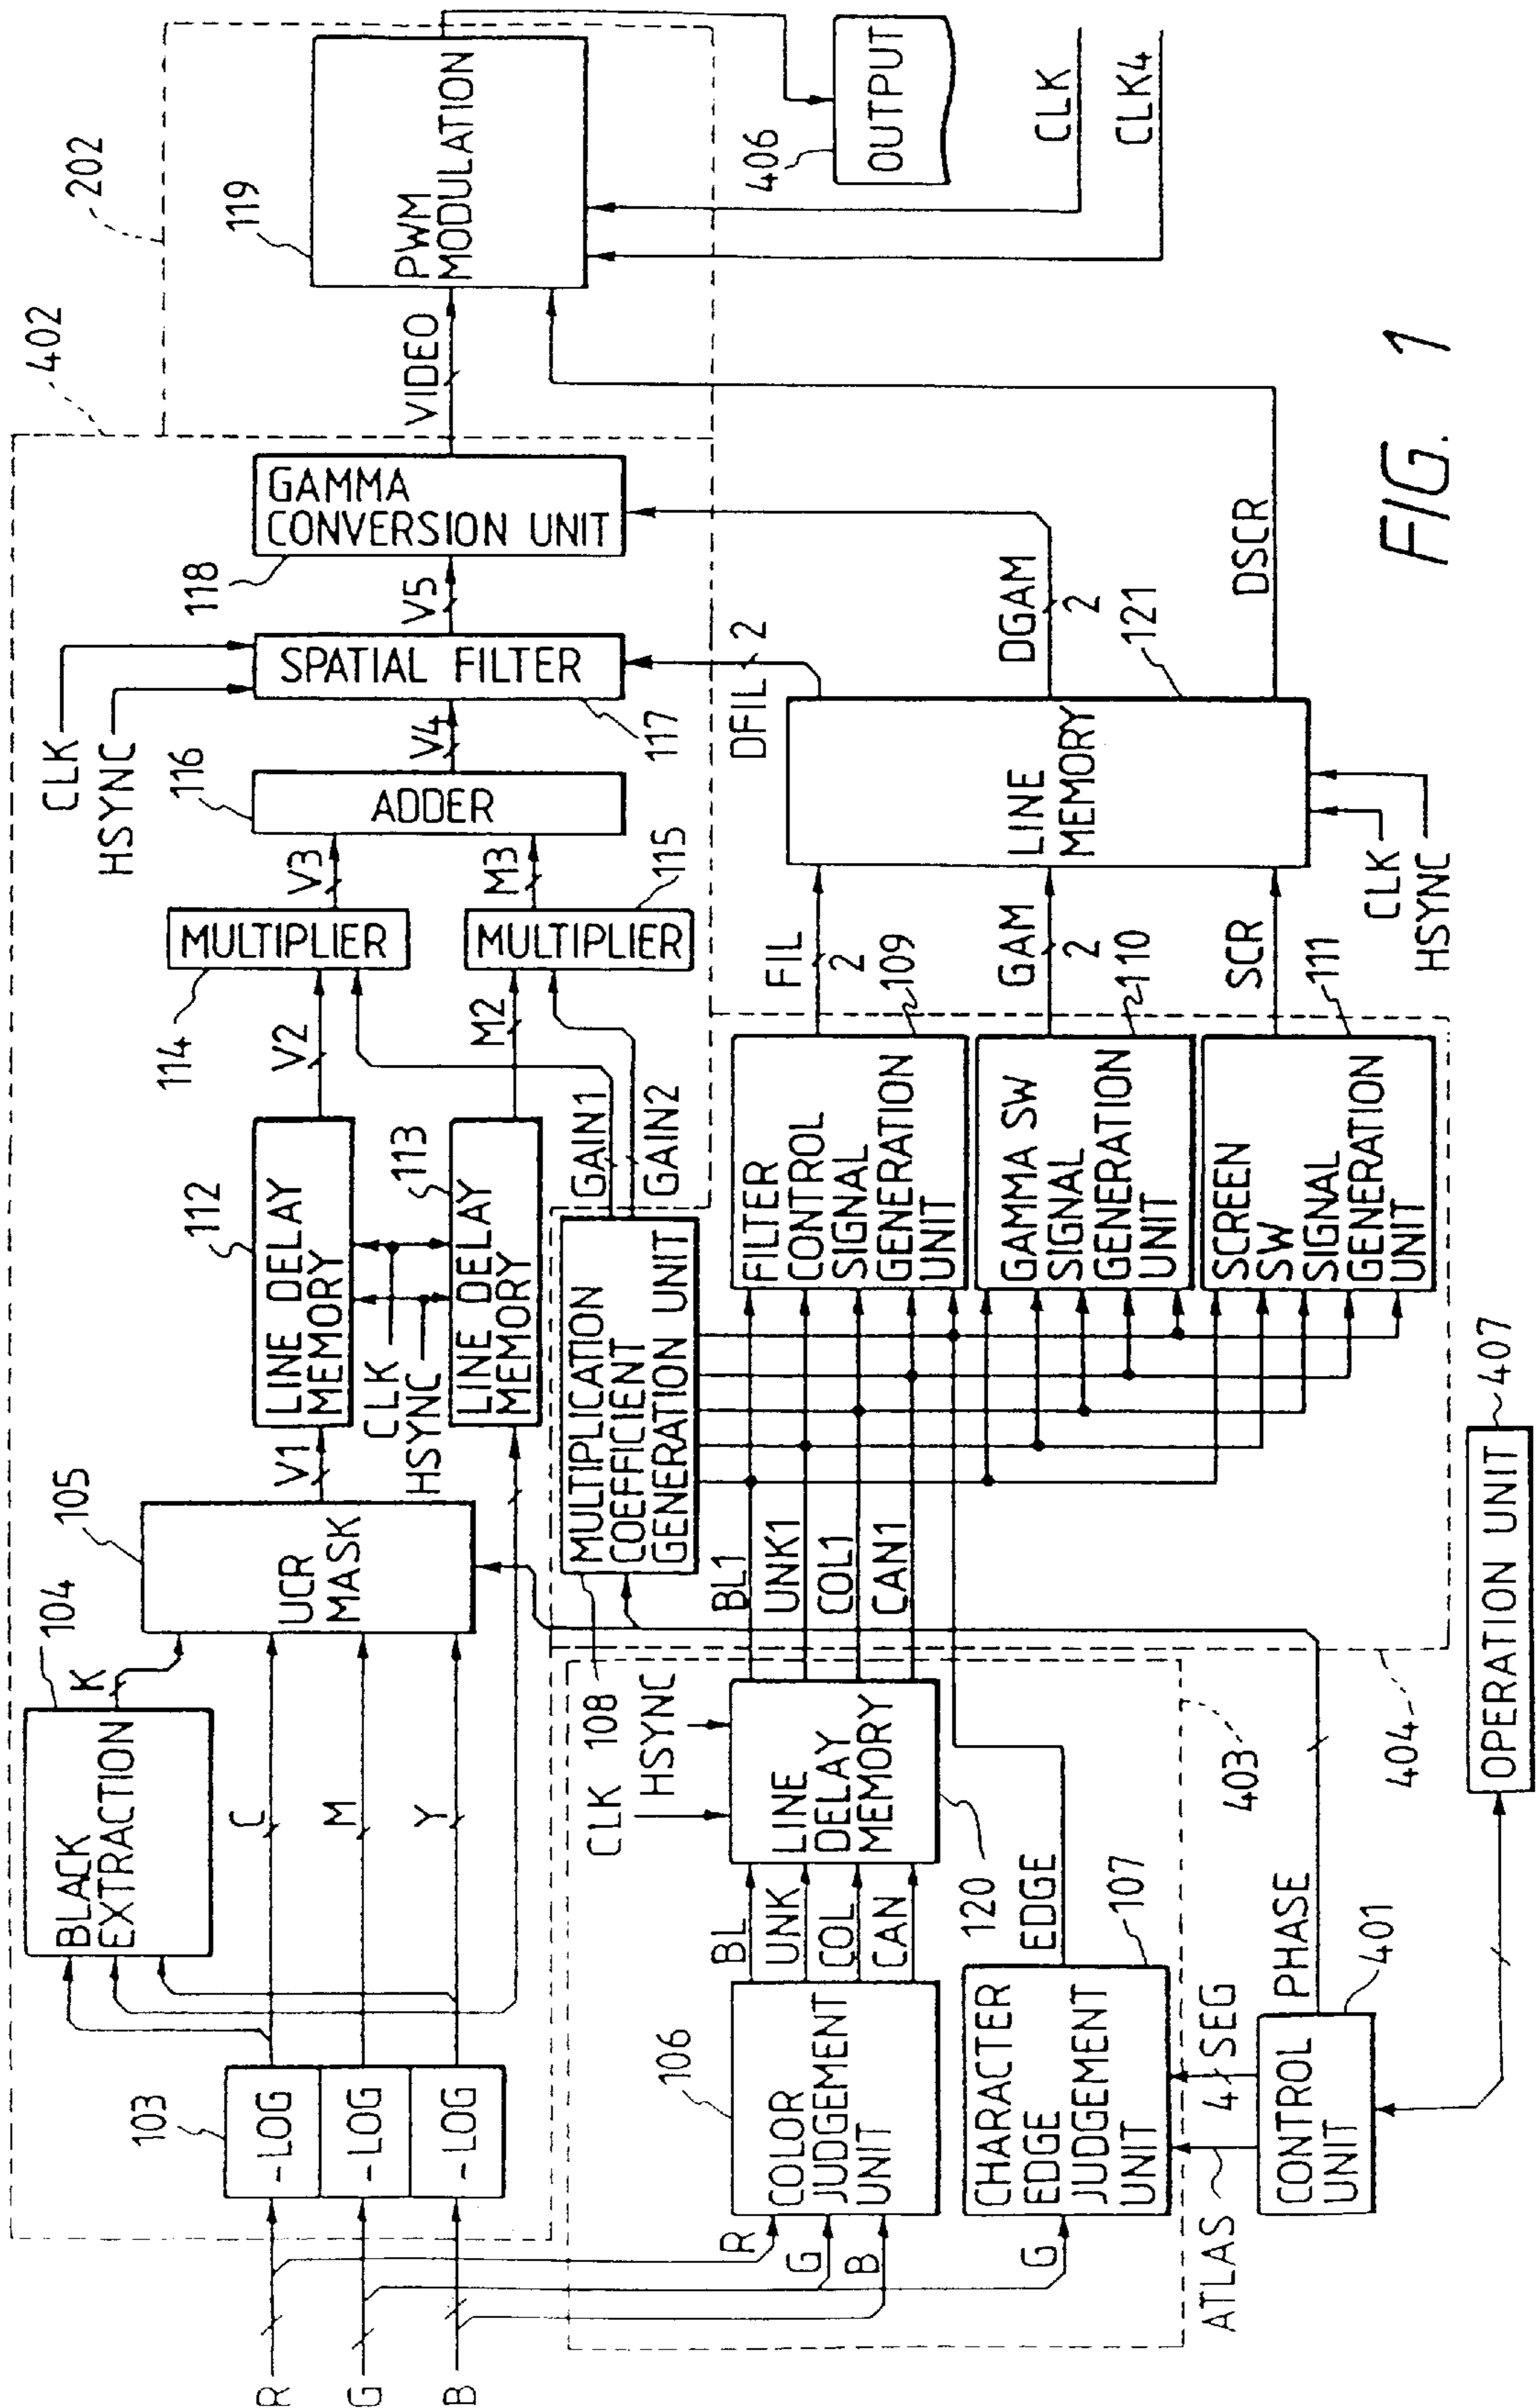 202
402
119
PWM
MODULATION
VIDEO
406
OUTPUT
CLK
CLK4
118
GAMMA
CONVERSION UNIT
V5
CLK
HSYNC
SPATIAL FILTER
117
V4
116
ADDER
V3
M3
MULTIPLIER
114
MULTIPLIER
115
V2
M2
112
LINE DELAY
MEMORY
113
LINE DELAY
MEMORY
CLK
HSYNC
V1
GAIN1
GAIN2
105
UCR
MASK
104
BLACK
EXTRACTION
K
C
M
Y
103
-LOG
-LOG
-LOG
R
G
B
MULTIPLICATION
COEFFICIENT
GENERATION UNIT
108
CLK
HSYNC
LINE
DELAY
MEMORY
120
BL1
UNK1
COL1
CAN1
BL
UNK
COL
CAN
106
COLOR
JUDGEMENT
UNIT
R
G
B
EDGE
107
CHARACTER
EDGE
JUDGEMENT
UNIT
G
403
404
FILTER
CONTROL
SIGNAL
GENERATION
UNIT
109
GAMMA SW
SIGNAL
GENERATION
UNIT
110
SCREEN
SW
SIGNAL
GENERATION
UNIT
111
FIL
2
GAM
2
SCR
LINE
MEMORY
121
CLK
HSYNC
DFIL
2
DGAM
2
DSCR
ATLAS
4
SEG
PHASE
401
CONTROL
UNIT
OPERATION UNIT
407
FIG. 1